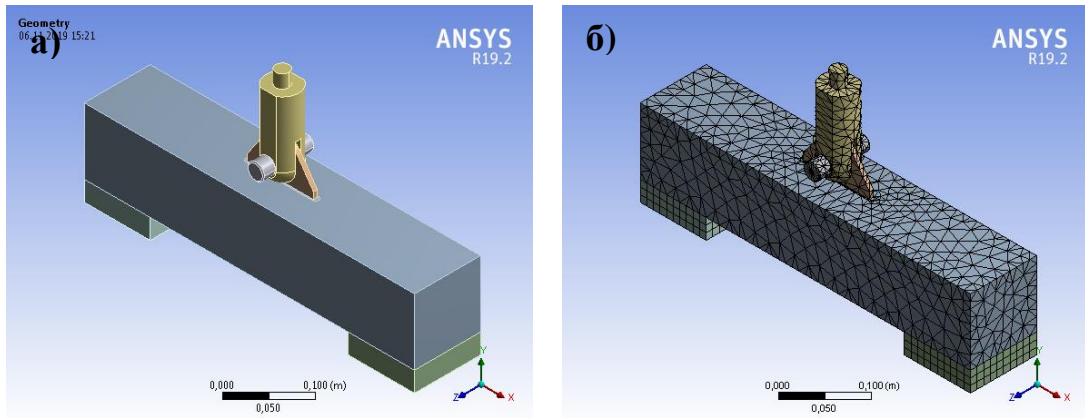 Geometry
06.11.2019 15:21
а)
ANSYS
R19.2
0,000
0,100 (m)
0,050
Y
Z
X
б)
ANSYS
R19.2
0,000
0,100 (m)
0,050
Y
Z
X